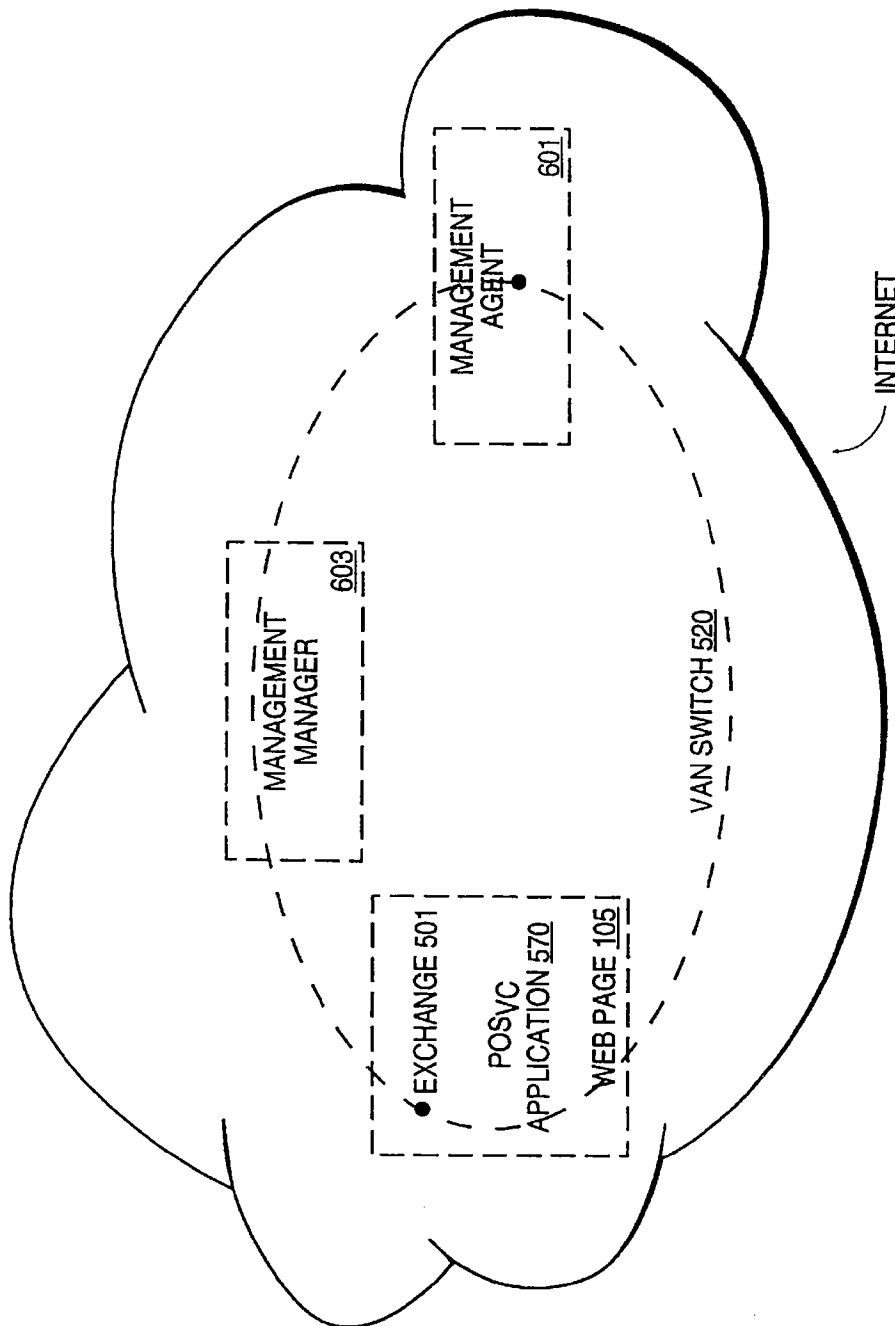 MANAGEMENT
MANAGER
603
MANAGEMENT
AGENT
601
EXCHANGE 501
POSVC
APPLICATION 570
WEB PAGE 105
VAN SWITCH 520
INTERNET